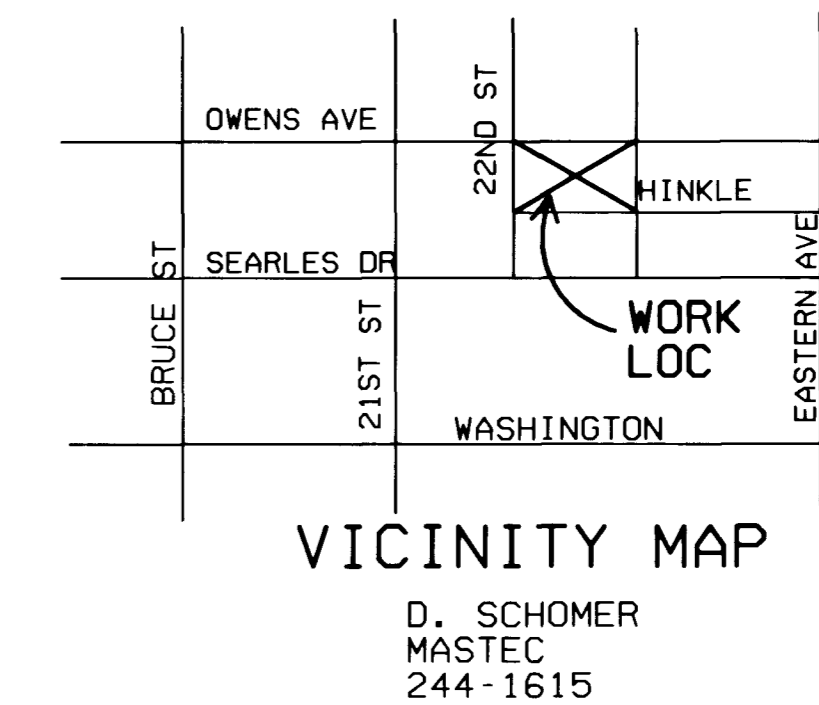 OWENS AVE
22ND ST
HINKLE
SEARLES DR
BRUCE ST
21ST ST
EASTERN AVE
WORK
LOC
WASHINGTON
VICINITY MAP
D. SCHOMER
MASTEC
244-1615